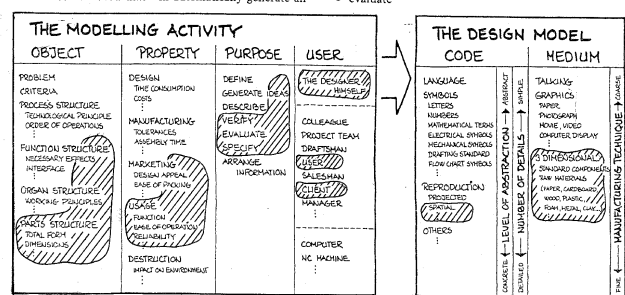 evaluate
THE MODELLING ACTIVITY
OBJECT
PROBLEM
CRITERIA
PROCESS STRUCTURE
TECHNOLOGICAL PRINCIPLE
ORDER OF OPERATIONS
FUNCTION STRUCTURE
NECESSARY EFFECTS
INTERFACE
ORGAN STRUCTURE
WORKING PRINCIPLES
PARTS STRUCTURE
TOTAL FORM
DIMENSIONS
PROPERTY
DESIGN
TIME CONSUMPTION
COSTS
MANUFACTURING
TOLERANCES
ASSEMBLY TIME
MARKETING
DESIGN APPEAL
EASE OF PACKING
USAGE
FUNCTION
EASE OF OPERATION
RELIABILITY
DESTRUCTION
IMPACT ON ENVIRONMENT
PURPOSE
DEFINE
GENERATE IDEAS
DESCRIBE
VERIFY
EVALUATE
SPECIFY
ARRANGE
INFORMATION
USER
THE DESIGNER
HIMSELF
COLLEAGUE
PROJECT TEAM
DRAFTSMAN
USER
SALESMAN
CLIENT
MANAGER
COMPUTER
NC MACHINE
THE DESIGN MODEL
CODE
LANGUAGE
SYMBOLS
LETTERS
NUMBERS
MATHEMATICAL TERMS
ELECTRICAL SYMBOLS
MECHANICAL SYMBOLS
DRAFTING STANDARD
FLOW CHART SYMBOLS
REPRODUCTION
PROJECTED
SPATIAL
OTHERS
CONCRETE ← LEVEL OF ABSTRACTION → ABSTRACT
DETAILED ← NUMBER OF DETAILS → SIMPLE
MEDIUM
TALKING
GRAPHICS
PAPER
PHOTOGRAPH
MOVIE, VIDEO
COMPUTER DISPLAY
3 DIMENSIONAL
STANDARD COMPONENTS
RAW MATERIALS
(PAPER, CARDBOARD
WOOD, PLASTIC,
FOAM, METAL, CLAY...)
FINE ← MANUFACTURING TECHNIQUE → COARSE